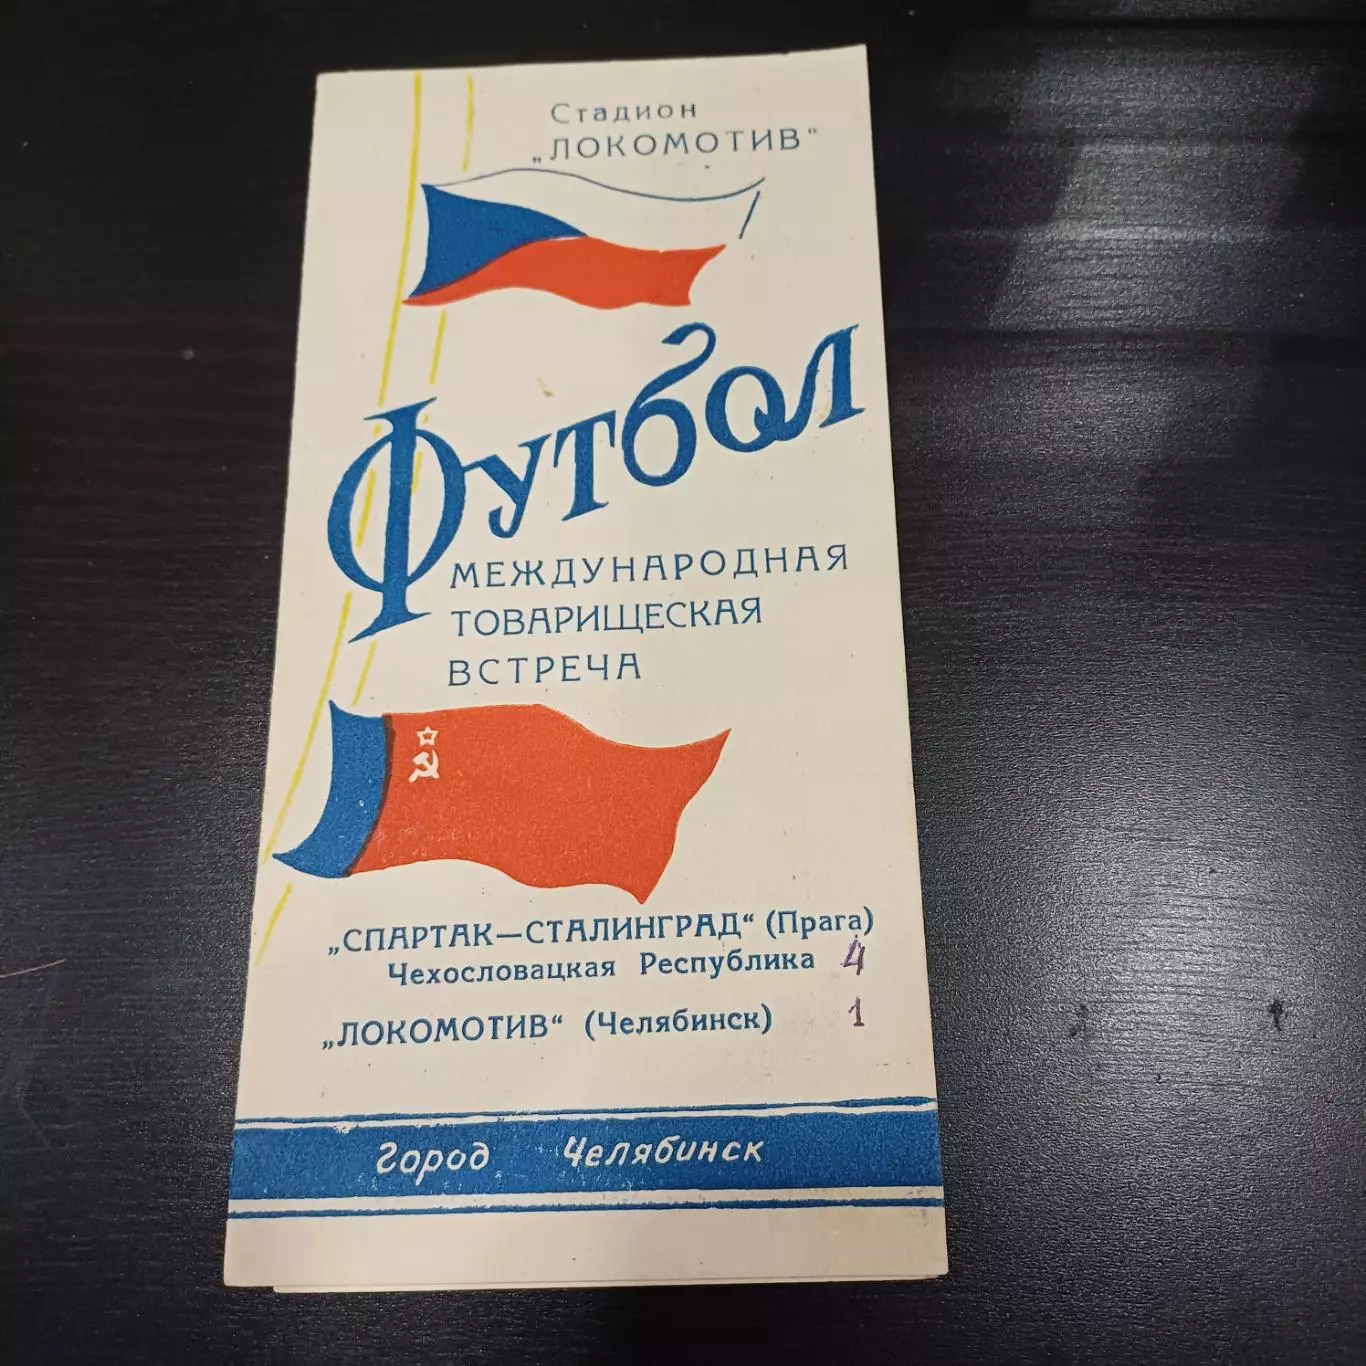 Стадион
„ЛОКОМОТИВ“
Футбол
МЕЖДУНАРОДНАЯ
ТОВАРИЩЕСКАЯ
ВСТРЕЧА
„СПАРТАК—СТАЛИНГРАД“ (Прага)
Чехословацкая Республика 4
„ЛОКОМОТИВ“ (Челябинск) 1
Город Челябинск